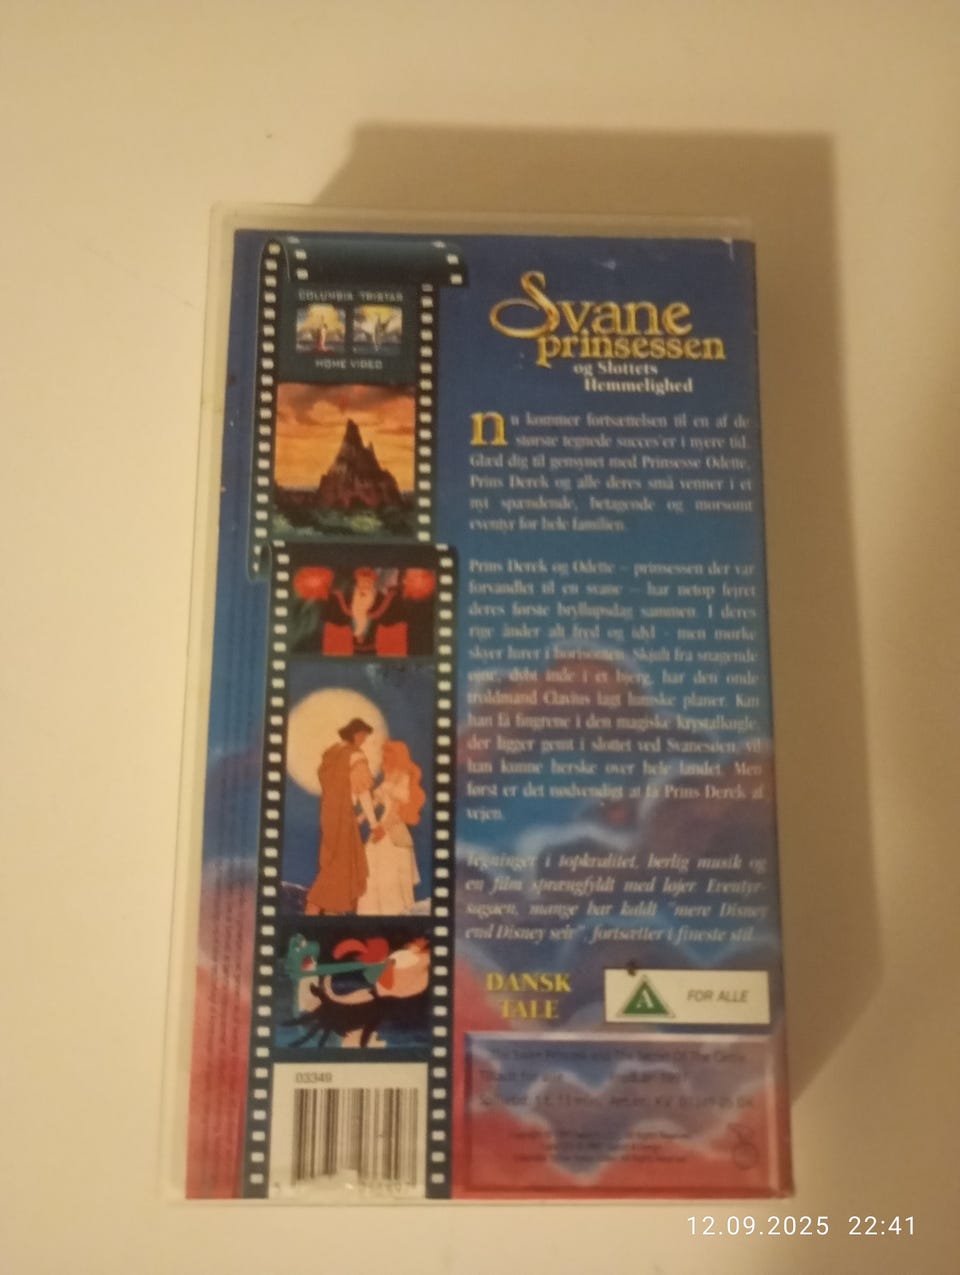 COLUMBIA TRISTAR
HOME VIDEO
Svane
prinsessen
og Slottets
Hemmelighed
Nu kommer fortsættelsen til en af de
største tegnede succes'er i nyere tid.
Glæd dig til gensynet med Prinsesse Odette,
Prins Derek og alle deres små venner i et
nyt spændende, betagende og morsomt
eventyr for hele familien.
Prins Derek og Odette – prinsessen der var
forvandlet til en svane – har netop fejret
deres første bryllupsdag sammen. I deres
rige ånder alt fred og idyl - men mørke
skyer lurer i horisonten. Skjult fra snagende
øjne, dybt inde i et bjerg, har den onde
troldmand Clavius lagt lumske planer. Kan
han få fingrene i den magiske krystalkugle,
der ligger gemt i slottet ved Svanesøen, vil
han kunne herske over hele landet. Men
først er det nødvendigt at få Prins Derek af
vejen.
Tegninger i topkvalitet, herlig musik og
en film sprængfyldt med løjer. Eventyr-
sagaen, mange har kaldt "mere Disney
end Disney selv", fortsætter i fineste stil.
DANSK
TALE
A FOR ALLE
The Swan Princess and The Secret Of The Castle
Tilladt for alle
Spilletid: 1 t. 13 min.
03349
12.09.2025 22:41